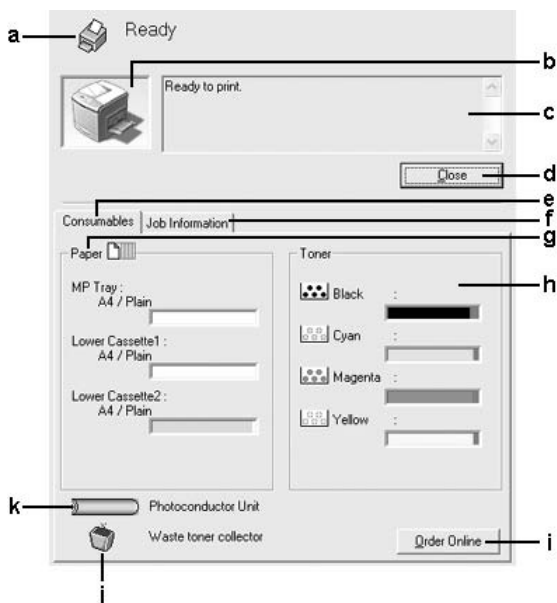 a
Ready
b
Ready to print.
c
Close
d
e
Consumables
Job Information
f
g
Paper
Toner
h
MP Tray :
A4 / Plain
Lower Cassette1 :
A4 / Plain
Lower Cassette2 :
A4 / Plain
Black :
Cyan :
Magenta :
Yellow :
k
Photoconductor Unit
Waste toner collector
Order Online
i
j